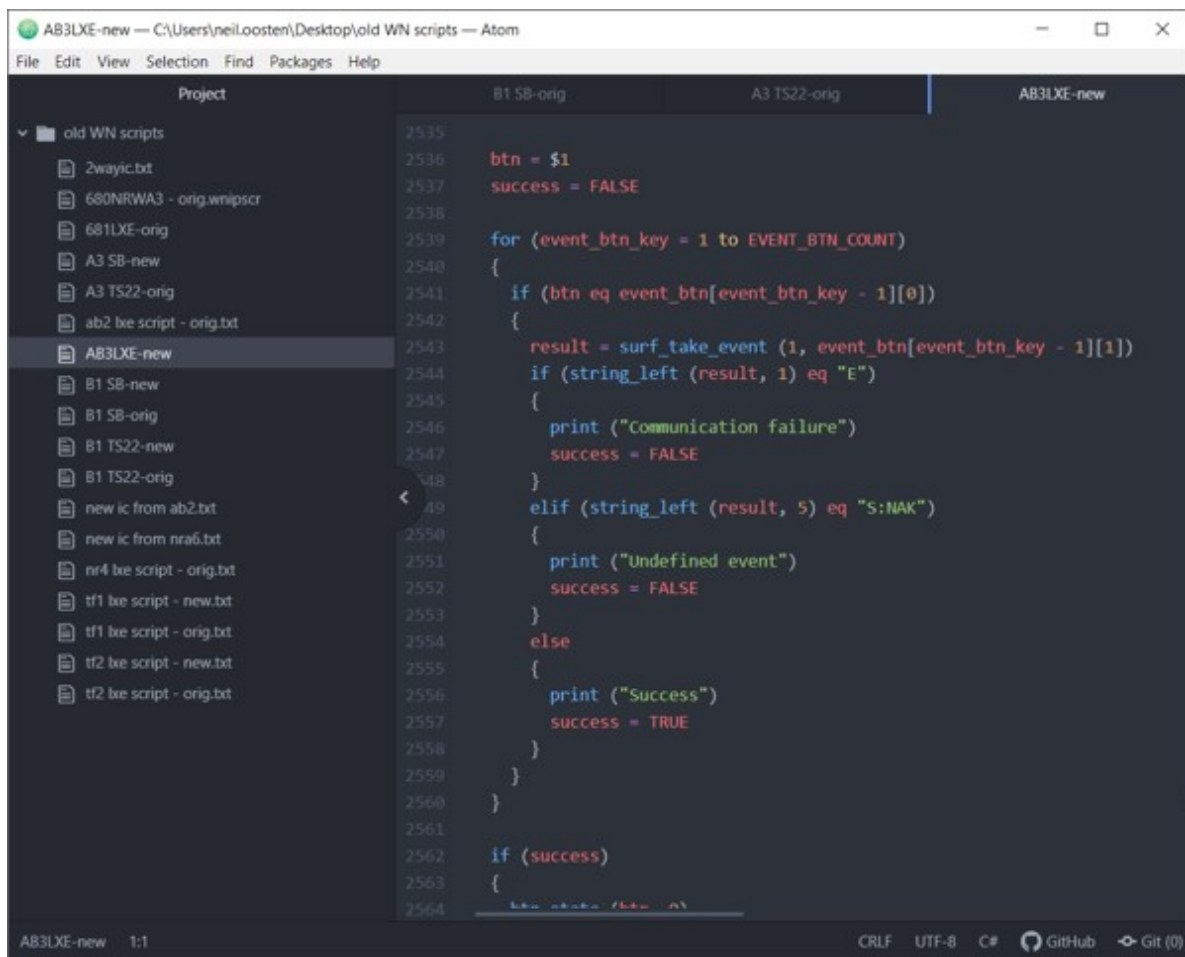 AB3LXE-new — C:\Users\neil.oosten\Desktop\old WN scripts — Atom
File Edit View Selection Find Packages Help
Project
B1 SB-orig
A3 TS22-orig
AB3LXE-new
old WN scripts
2wayic.txt
680NRWA3 - orig.wnipscr
681LXE-orig
A3 SB-new
A3 TS22-orig
ab2 lxe script - orig.txt
AB3LXE-new
B1 SB-new
B1 SB-orig
B1 TS22-new
B1 TS22-orig
new ic from ab2.txt
new ic from nra6.txt
nr4 lxe script - orig.txt
tf1 lxe script - new.txt
tf1 lxe script - orig.txt
tf2 lxe script - new.txt
tf2 lxe script - orig.txt
2535
2536 btn = $1
2537 success = FALSE
2538
2539 for (event_btn_key = 1 to EVENT_BTN_COUNT)
2540 {
2541 if (btn eq event_btn[event_btn_key - 1][0])
2542 {
2543 result = surf_take_event (1, event_btn[event_btn_key - 1][1])
2544 if (string_left (result, 1) eq "E")
2545 {
2546 print ("Communication failure")
2547 success = FALSE
48 }
49 elif (string_left (result, 5) eq "S:NAK")
2550 {
2551 print ("Undefined event")
2552 success = FALSE
2553 }
2554 else
2555 {
2556 print ("Success")
2557 success = TRUE
2558 }
2559 }
2560 }
2561
2562 if (success)
2563 {
2564
AB3LXE-new 1:1 CRLF UTF-8 C# GitHub Git (0)